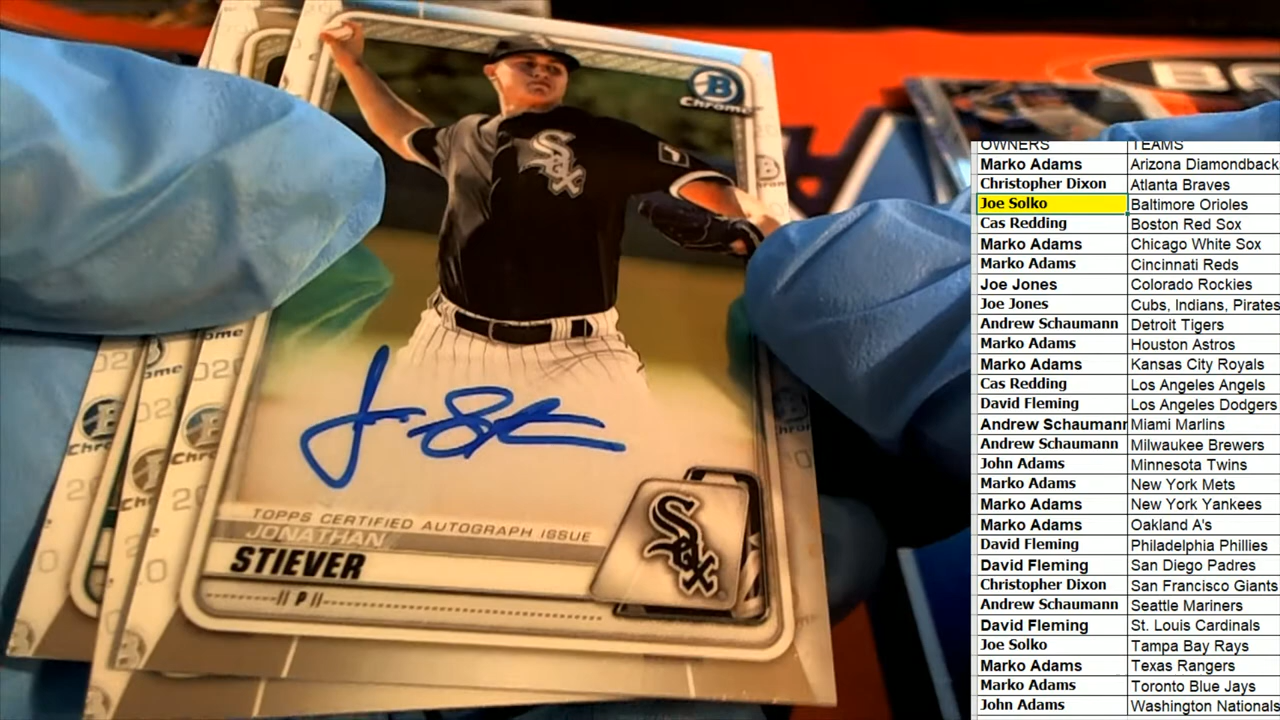 B
Chrome
Sox
TOPPS CERTIFIED AUTOGRAPH ISSUE
JONATHAN
STIEVER
P
Sox
OWNERS TEAMS
Marko Adams Arizona Diamondback
Christopher Dixon Atlanta Braves
Joe Solko Baltimore Orioles
Cas Redding Boston Red Sox
Marko Adams Chicago White Sox
Marko Adams Cincinnati Reds
Joe Jones Colorado Rockies
Joe Jones Cubs, Indians, Pirates
Andrew Schaumann Detroit Tigers
Marko Adams Houston Astros
Marko Adams Kansas City Royals
Cas Redding Los Angeles Angels
David Fleming Los Angeles Dodgers
Andrew Schaumann Miami Marlins
Andrew Schaumann Milwaukee Brewers
John Adams Minnesota Twins
Marko Adams New York Mets
Marko Adams New York Yankees
Marko Adams Oakland A's
David Fleming Philadelphia Phillies
David Fleming San Diego Padres
Christopher Dixon San Francisco Giants
Andrew Schaumann Seattle Mariners
David Fleming St. Louis Cardinals
Joe Solko Tampa Bay Rays
Marko Adams Texas Rangers
Marko Adams Toronto Blue Jays
John Adams Washington Nationals